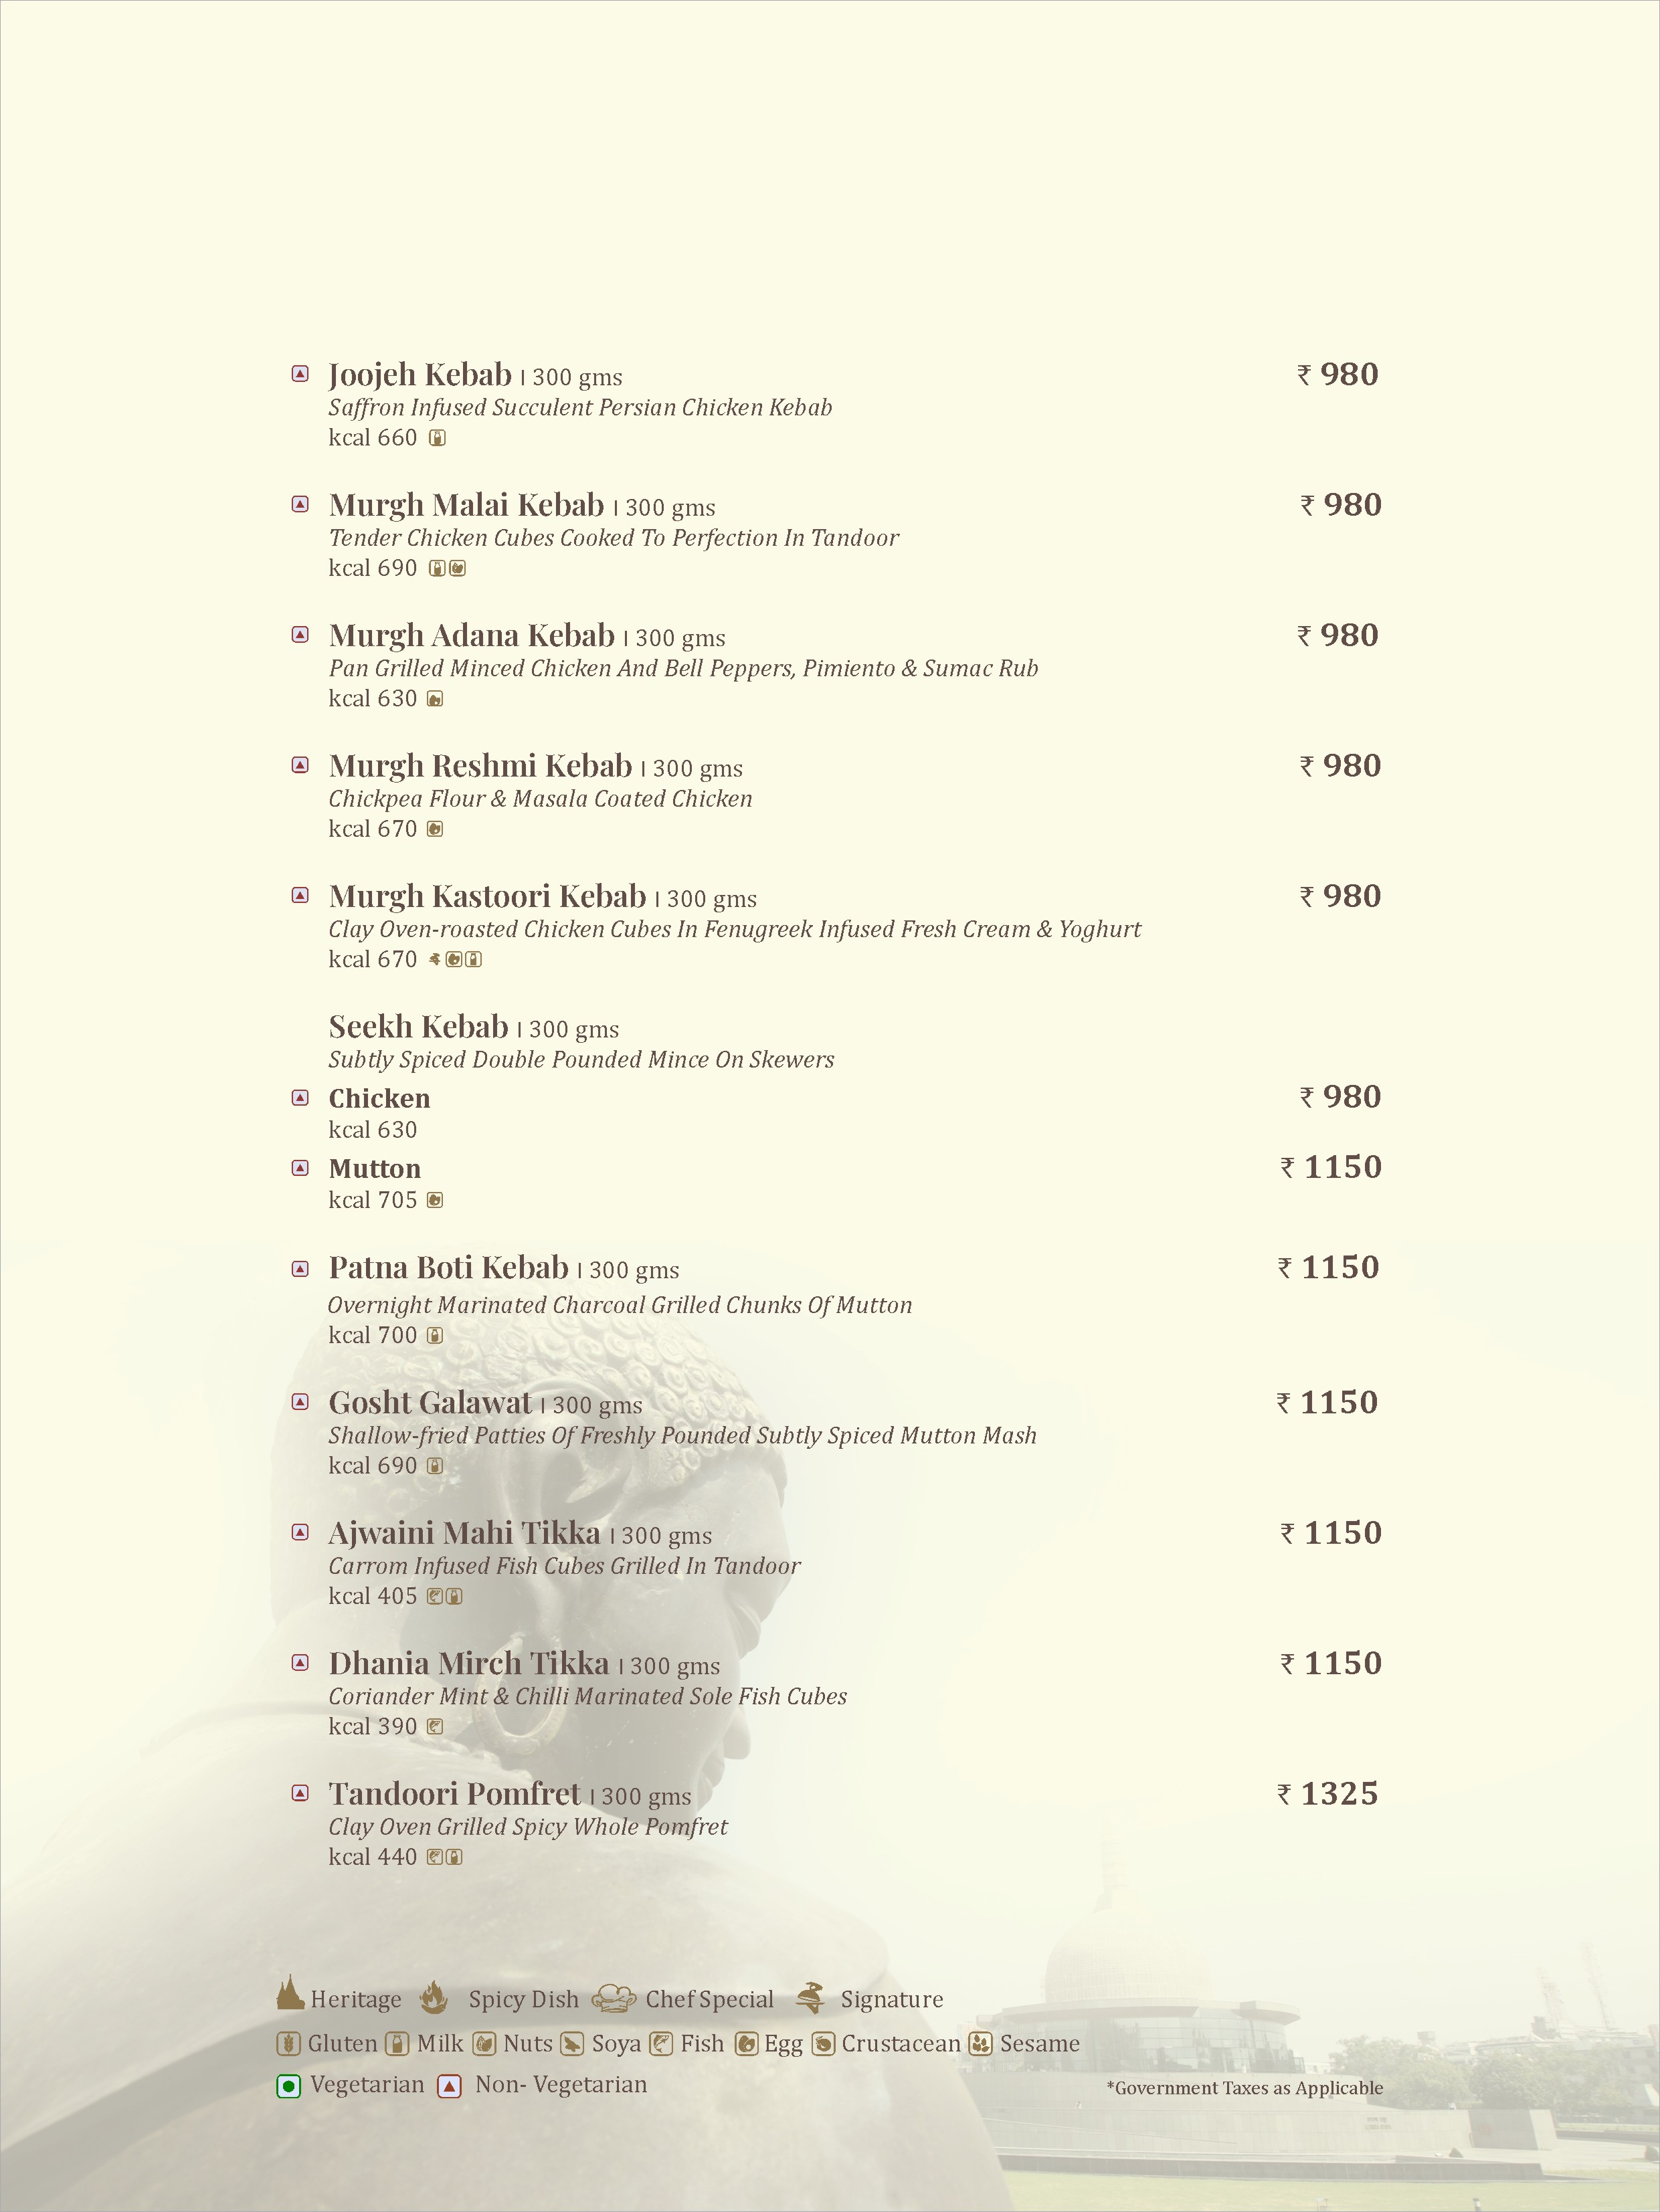 Joojeh Kebab | 300 gms ₹ 980
Saffron Infused Succulent Persian Chicken Kebab
kcal 660
Murgh Malai Kebab | 300 gms ₹ 980
Tender Chicken Cubes Cooked To Perfection In Tandoor
kcal 690
Murgh Adana Kebab | 300 gms ₹ 980
Pan Grilled Minced Chicken And Bell Peppers, Pimiento & Sumac Rub
kcal 630
Murgh Reshmi Kebab | 300 gms ₹ 980
Chickpea Flour & Masala Coated Chicken
kcal 670
Murgh Kastoori Kebab | 300 gms ₹ 980
Clay Oven-roasted Chicken Cubes In Fenugreek Infused Fresh Cream & Yoghurt
kcal 670
Seekh Kebab | 300 gms
Subtly Spiced Double Pounded Mince On Skewers
Chicken ₹ 980
kcal 630
Mutton ₹ 1150
kcal 705
Patna Boti Kebab | 300 gms ₹ 1150
Overnight Marinated Charcoal Grilled Chunks Of Mutton
kcal 700
Gosht Galawat | 300 gms ₹ 1150
Shallow-fried Patties Of Freshly Pounded Subtly Spiced Mutton Mash
kcal 690
Ajwaini Mahi Tikka | 300 gms ₹ 1150
Carrom Infused Fish Cubes Grilled In Tandoor
kcal 405
Dhania Mirch Tikka | 300 gms ₹ 1150
Coriander Mint & Chilli Marinated Sole Fish Cubes
kcal 390
Tandoori Pomfret | 300 gms ₹ 1325
Clay Oven Grilled Spicy Whole Pomfret
kcal 440
Heritage Spicy Dish Chef Special Signature
Gluten Milk Nuts Soya Fish Egg Crustacean Sesame
Vegetarian Non- Vegetarian
*Government Taxes as Applicable